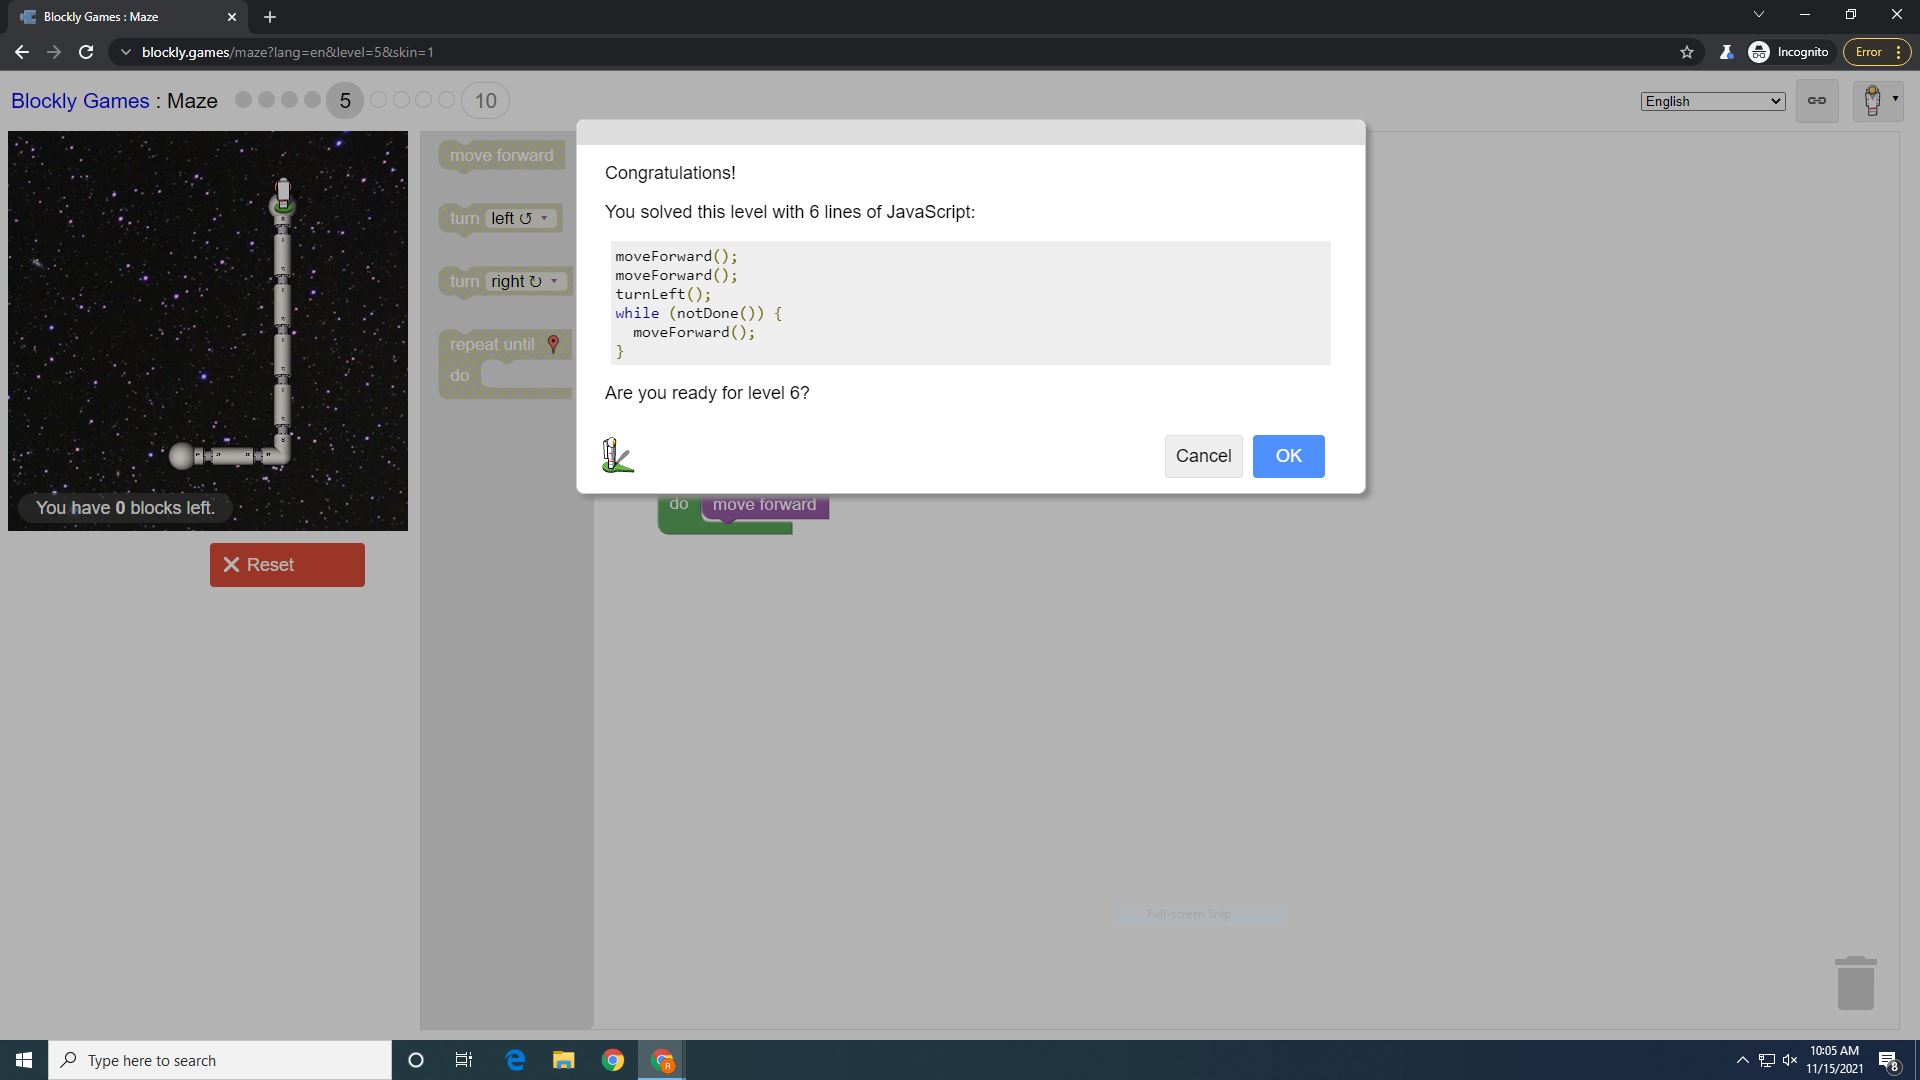 Blockly Games : Maze
blockly.games/maze?lang=en&level=5&skin=1
Incognito
Error
Blockly Games : Maze
5
10
English
move forward
turn left ↺
turn right ↻
repeat until
do
You have 0 blocks left.
Reset
Congratulations!
You solved this level with 6 lines of JavaScript:
moveForward();
moveForward();
turnLeft();
while (notDone()) {
  moveForward();
}
Are you ready for level 6?
Cancel
OK
do move forward
Full-screen Snip
Type here to search
R
10:05 AM
11/15/2021
8